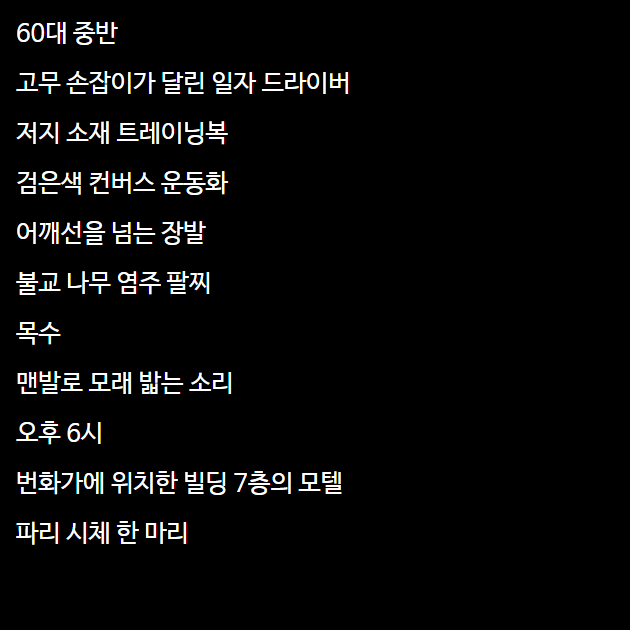 60대 중반
고무 손잡이가 달린 일자 드라이버
저지 소재 트레이닝복
검은색 컨버스 운동화
어깨선을 넘는 장발
불교 나무 염주 팔찌
목수
맨발로 모래 밟는 소리
오후 6시
번화가에 위치한 빌딩 7층의 모텔
파리 시체 한 마리